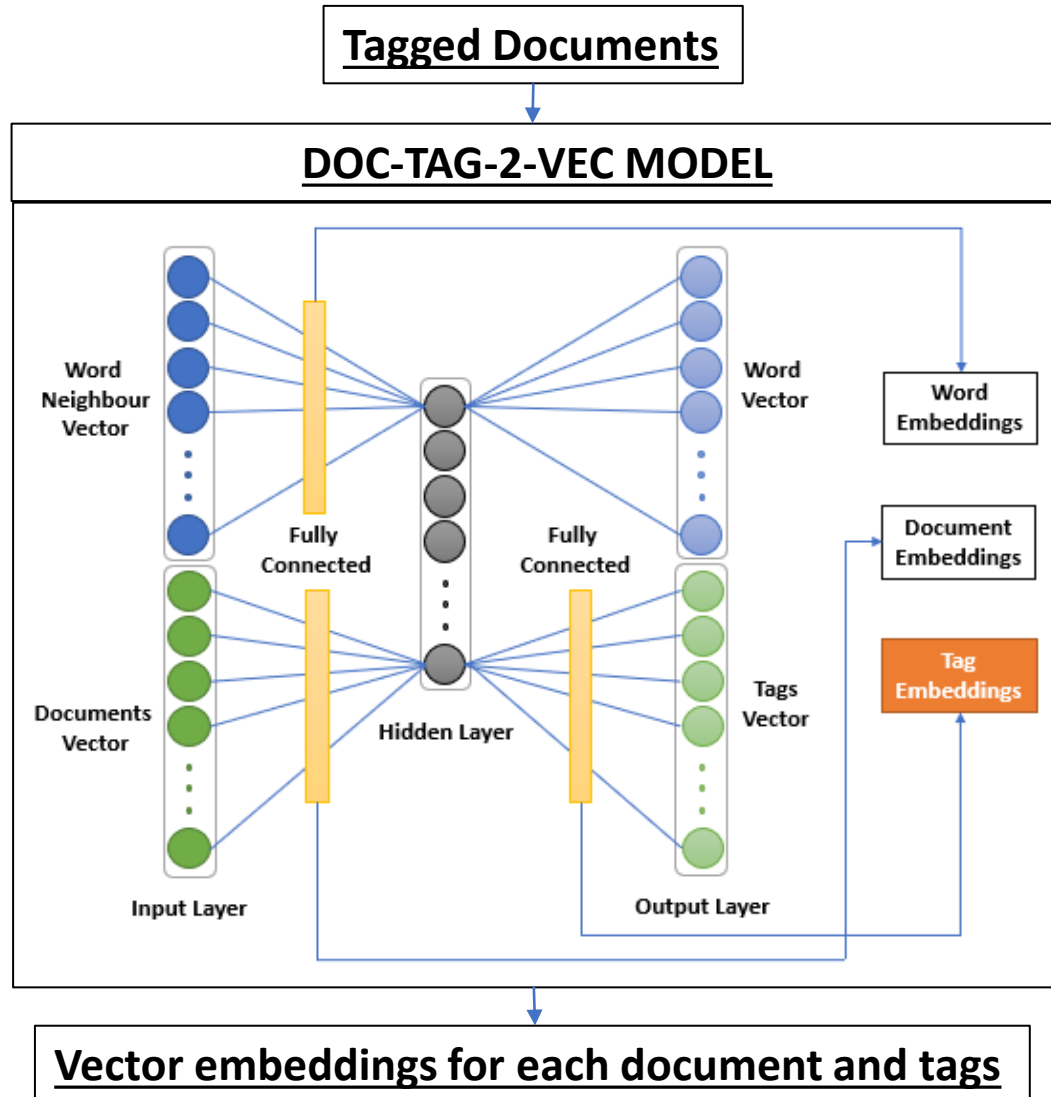 Tagged Documents
DOC-TAG-2-VEC MODEL
Word
Neighbour
Vector
Fully
Connected
Fully
Connected
Word
Vector
Word
Embeddings
Document
Embeddings
Tag
Embeddings
Documents
Vector
Hidden Layer
Tags
Vector
Input Layer
Output Layer
Vector embeddings for each document and tags